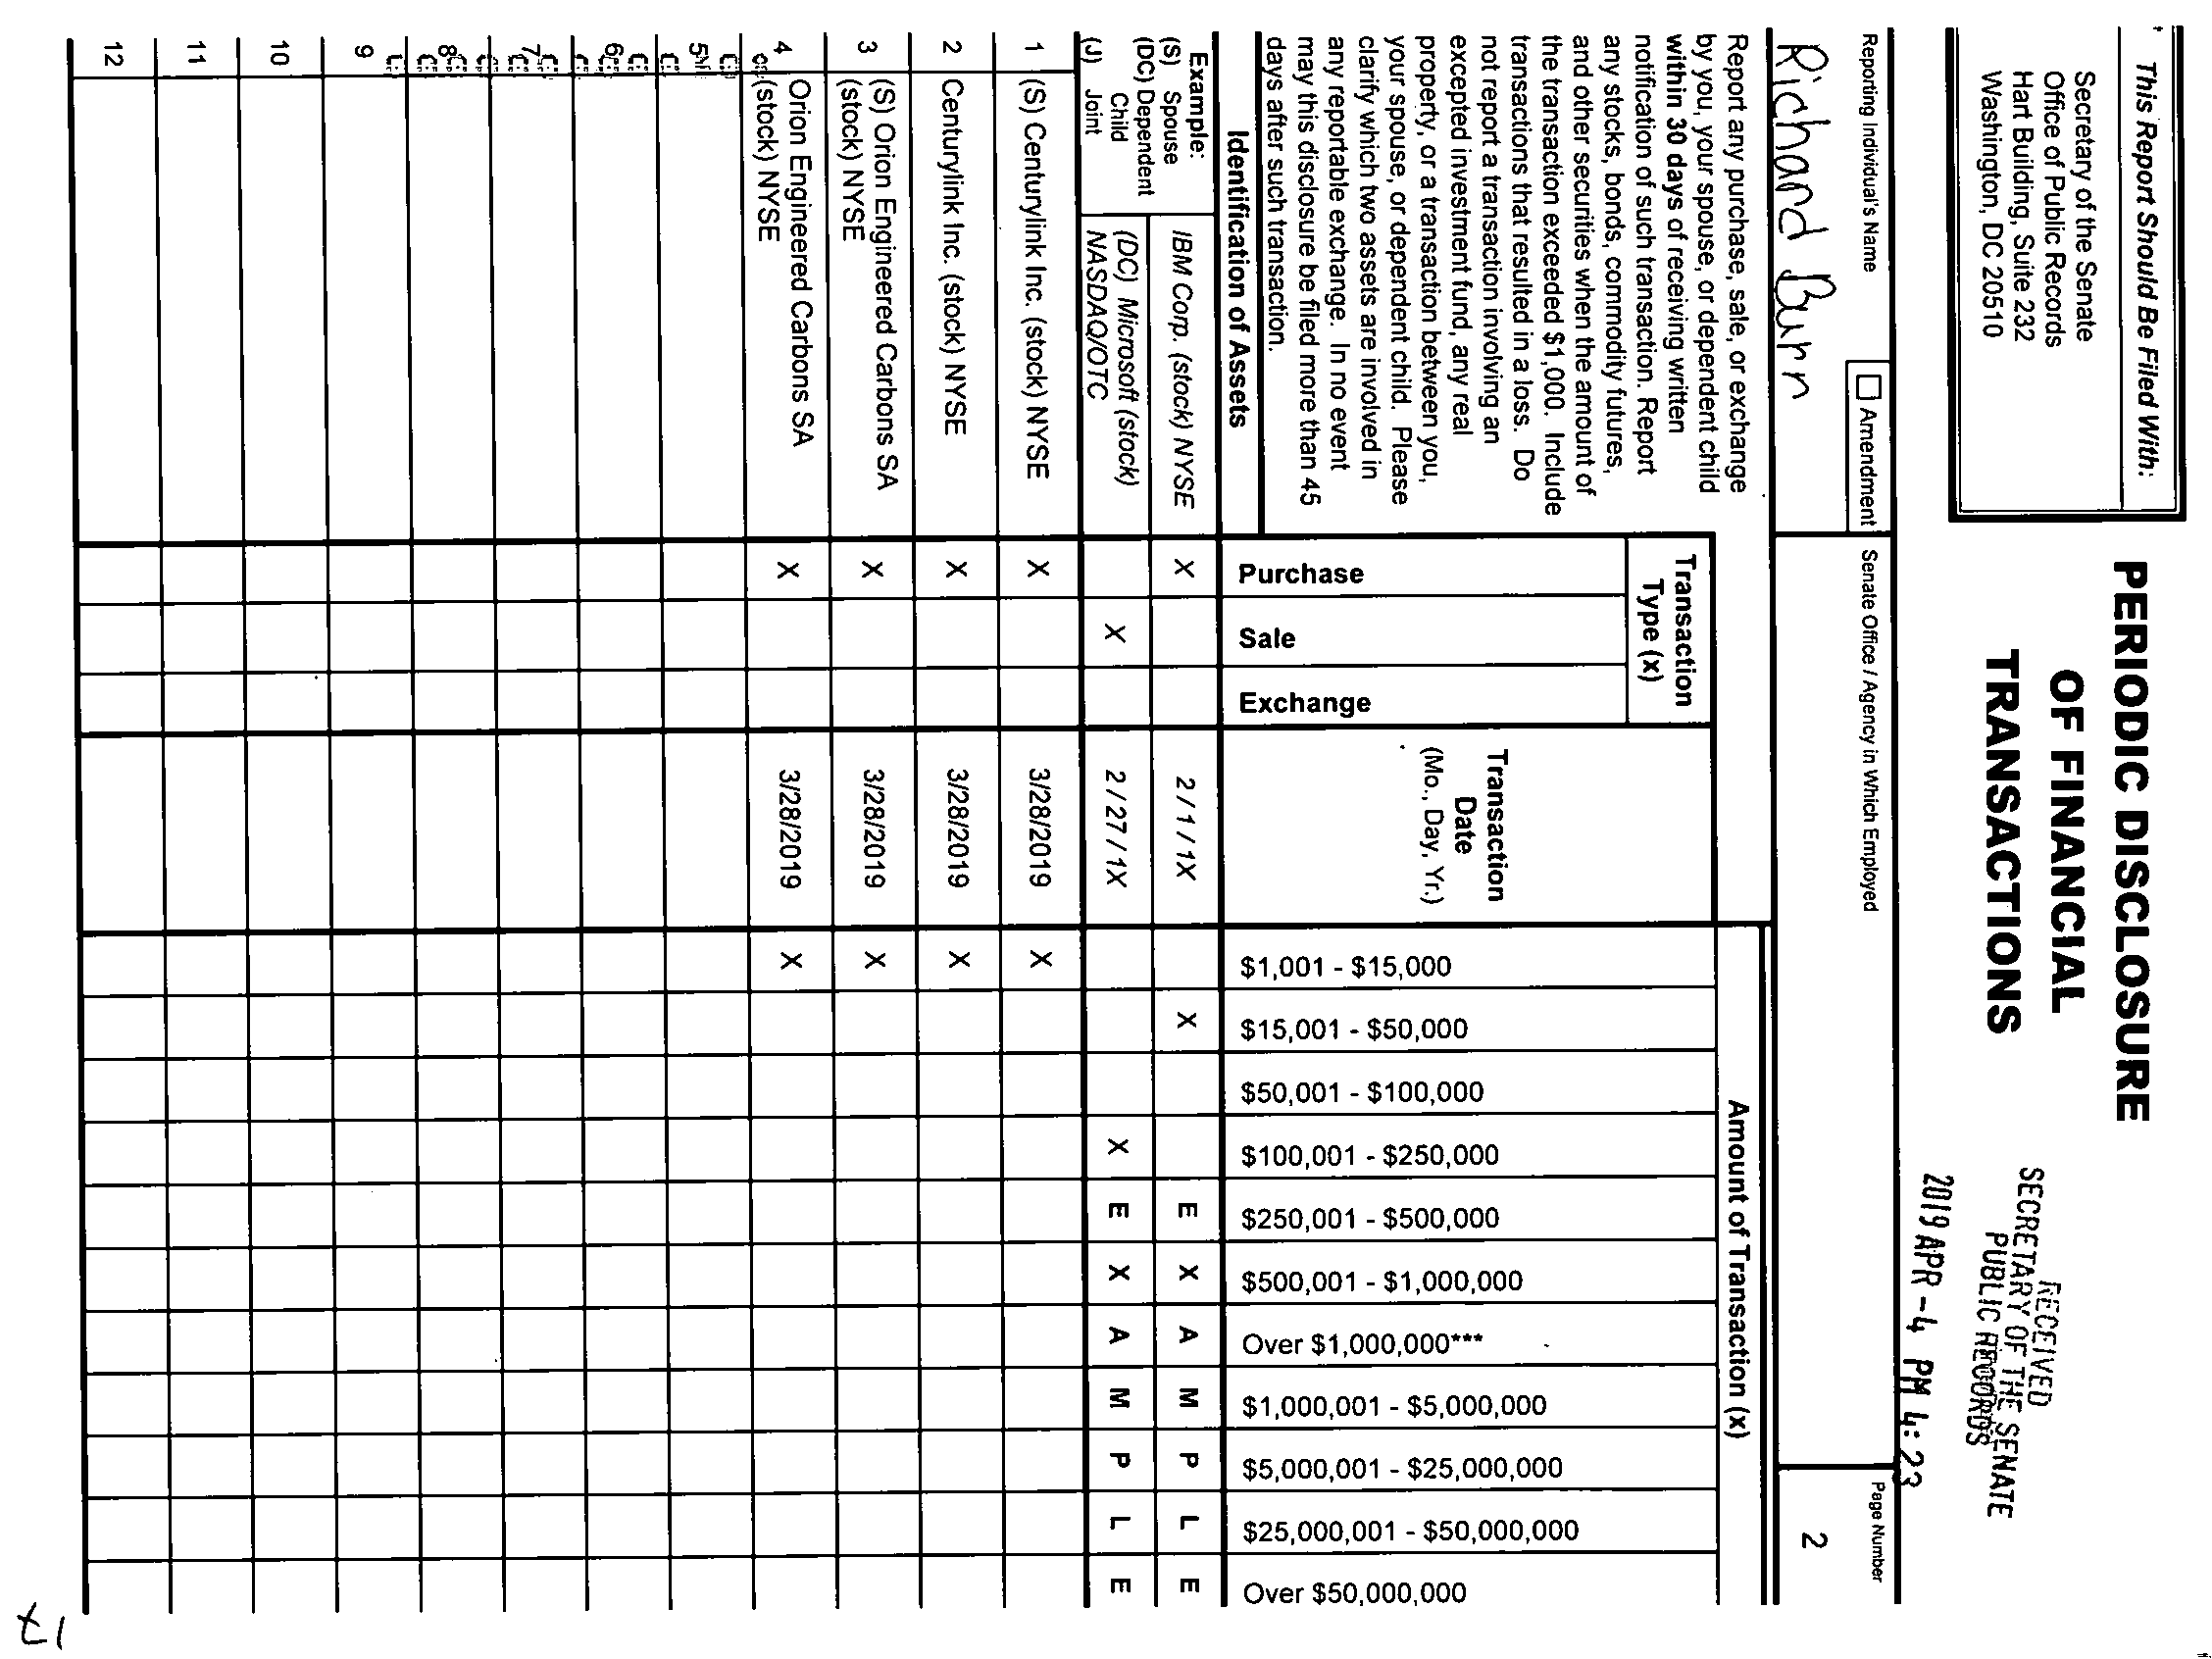 This Report Should Be Filed With:
Secretary of the Senate
Office of Public Records
Hart Building, Suite 232
Washington, DC 20510
PERIODIC DISCLOSURE
OF FINANCIAL
TRANSACTIONS
RECEIVED
SECRETARY OF THE SENATE
PUBLIC RECORDS
2019 APR -4 PM 4:23
Reporting Individual's Name
Amendment
Senate Office / Agency in Which Employed
Page Number
Richard Burr
2
Report any purchase, sale, or exchange
by you, your spouse, or dependent child
within 30 days of receiving written
notification of such transaction. Report
any stocks, bonds, commodity futures,
and other securities when the amount of
the transaction exceeded $1,000. Include
transactions that resulted in a loss. Do
not report a transaction involving an
excepted investment fund, any real
property, or a transaction between you,
your spouse, or dependent child. Please
clarify which two assets are involved in
any reportable exchange. In no event
may this disclosure be filed more than 45
days after such transaction.
Transaction
Type (x)
Transaction
Date
(Mo., Day, Yr.)
Amount of Transaction (x)
Identification of Assets
Purchase
Sale
Exchange
$1,001 - $15,000
$15,001 - $50,000
$50,001 - $100,000
$100,001 - $250,000
$250,001 - $500,000
$500,001 - $1,000,000
Over $1,000,000***
$1,000,001 - $5,000,000
$5,000,001 - $25,000,000
$25,000,001 - $50,000,000
Over $50,000,000
Example:
(S) Spouse
(DC) Dependent
Child
(J) Joint
IBM Corp. (stock) NYSE X 2 / 1 / 1X X E X A M P L E
(DC) Microsoft (stock)
NASDAQ/OTC X 2 / 27 / 1X X E X A M P L E
1 (S) Centurylink Inc. (stock) NYSE X 3/28/2019 X
2 Centurylink Inc. (stock) NYSE X 3/28/2019 X
3 (S) Orion Engineered Carbons SA
(stock) NYSE X 3/28/2019 X
4 Orion Engineered Carbons SA
(stock) NYSE X 3/28/2019 X
5
6
7
8
9
10
11
12